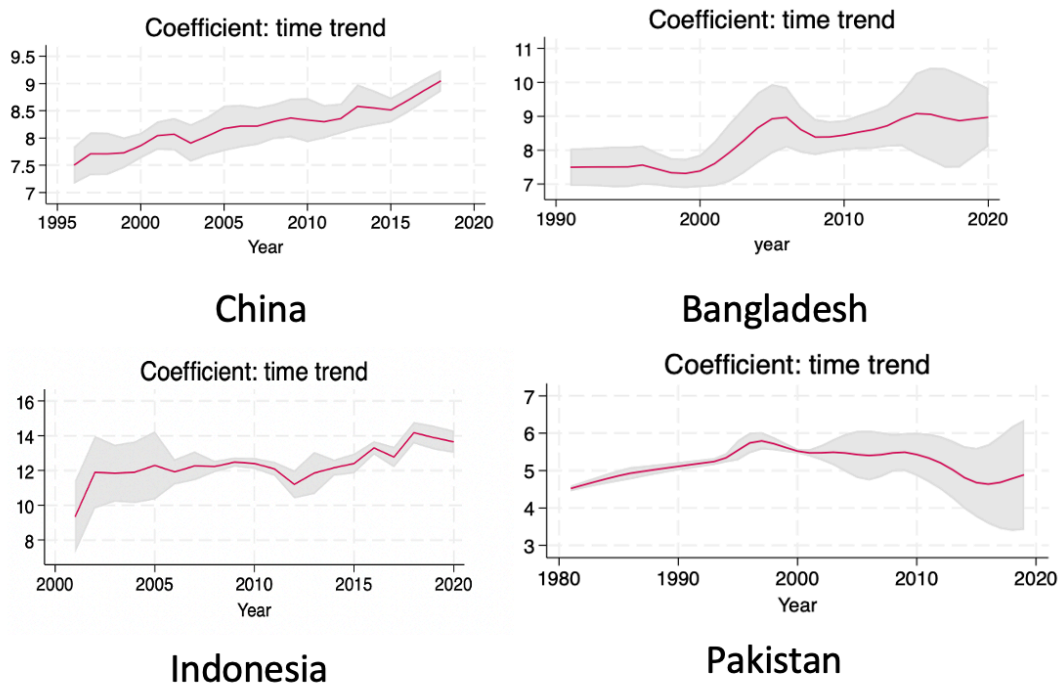 Coefficient: time trend
9.5
9
8.5
8
7.5
7
1995 2000 2005 2010 2015 2020
Year
China
Coefficient: time trend
11
10
9
8
7
1990 2000 2010 2020
year
Bangladesh
Coefficient: time trend
16
14
12
10
8
2000 2005 2010 2015 2020
Year
Indonesia
Coefficient: time trend
7
6
5
4
3
1980 1990 2000 2010 2020
Year
Pakistan